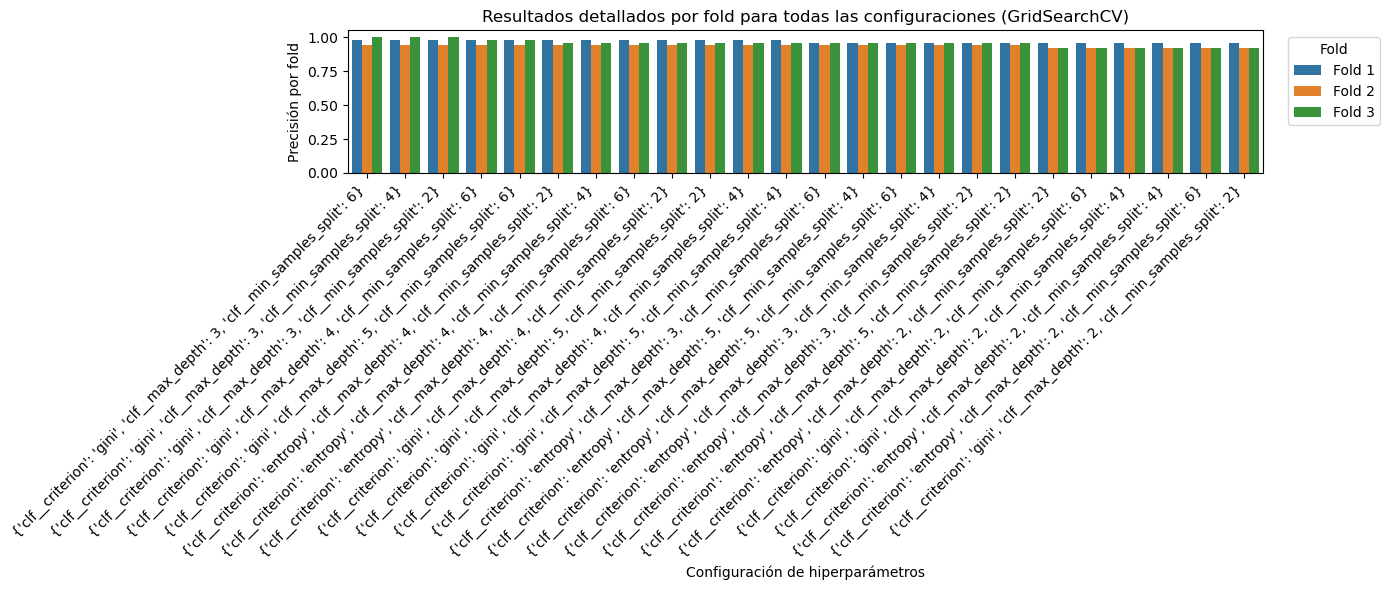 Resultados detallados por fold para todas las configuraciones (GridSearchCV)
Precisión por fold
1.00
0.75
0.50
0.25
0.00
Fold
Fold 1
Fold 2
Fold 3
{'clf__criterion': 'gini', 'clf__max_depth': 3, 'clf__min_samples_split': 6}
{'clf__criterion': 'gini', 'clf__max_depth': 3, 'clf__min_samples_split': 4}
{'clf__criterion': 'gini', 'clf__max_depth': 3, 'clf__min_samples_split': 2}
{'clf__criterion': 'gini', 'clf__max_depth': 4, 'clf__min_samples_split': 6}
{'clf__criterion': 'gini', 'clf__max_depth': 5, 'clf__min_samples_split': 6}
{'clf__criterion': 'entropy', 'clf__max_depth': 4, 'clf__min_samples_split': 2}
{'clf__criterion': 'entropy', 'clf__max_depth': 4, 'clf__min_samples_split': 4}
{'clf__criterion': 'entropy', 'clf__max_depth': 4, 'clf__min_samples_split': 6}
{'clf__criterion': 'gini', 'clf__max_depth': 4, 'clf__min_samples_split': 2}
{'clf__criterion': 'gini', 'clf__max_depth': 5, 'clf__min_samples_split': 2}
{'clf__criterion': 'gini', 'clf__max_depth': 4, 'clf__min_samples_split': 4}
{'clf__criterion': 'gini', 'clf__max_depth': 5, 'clf__min_samples_split': 4}
{'clf__criterion': 'entropy', 'clf__max_depth': 3, 'clf__min_samples_split': 6}
{'clf__criterion': 'entropy', 'clf__max_depth': 5, 'clf__min_samples_split': 4}
{'clf__criterion': 'entropy', 'clf__max_depth': 5, 'clf__min_samples_split': 6}
{'clf__criterion': 'entropy', 'clf__max_depth': 3, 'clf__min_samples_split': 4}
{'clf__criterion': 'entropy', 'clf__max_depth': 3, 'clf__min_samples_split': 2}
{'clf__criterion': 'entropy', 'clf__max_depth': 5, 'clf__min_samples_split': 2}
{'clf__criterion': 'entropy', 'clf__max_depth': 2, 'clf__min_samples_split': 2}
{'clf__criterion': 'gini', 'clf__max_depth': 2, 'clf__min_samples_split': 6}
{'clf__criterion': 'gini', 'clf__max_depth': 2, 'clf__min_samples_split': 4}
{'clf__criterion': 'entropy', 'clf__max_depth': 2, 'clf__min_samples_split': 4}
{'clf__criterion': 'entropy', 'clf__max_depth': 2, 'clf__min_samples_split': 6}
{'clf__criterion': 'gini', 'clf__max_depth': 2, 'clf__min_samples_split': 2}
Configuración de hiperparámetros